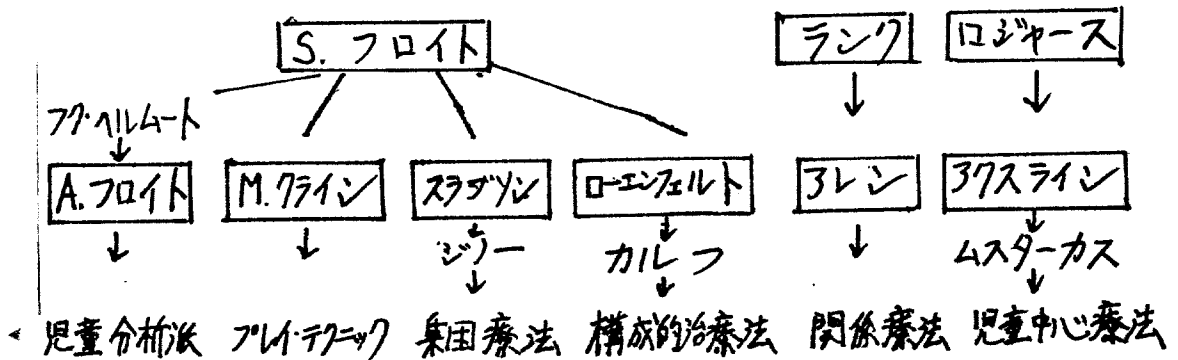 S. フロイト
ランク
ロジャース
フグ・ヘルムート
A.フロイト
M.クライン
スラヴソン
ローエンフェルト
アレン
アクスライン
ジノー
カルフ
ムスターカス
児童分析法
プレイ・テクニック
集団療法
構成的治療法
関係療法
児童中心療法